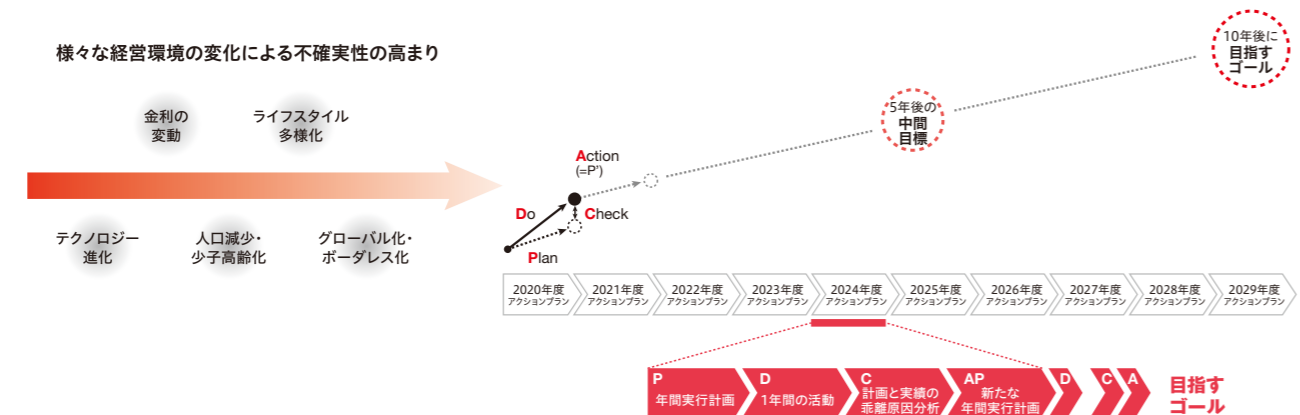 様々な経営環境の変化による不確実性の高まり
金利の
変動
ライフスタイル
多様化
テクノロジー
進化
人口減少・
少子高齢化
グローバル化・
ボーダレス化
Action
(=P')
Do
Check
Plan
5年後の
中間
目標
10年後に
目指す
ゴール
2020年度
アクションプラン
2021年度
アクションプラン
2022年度
アクションプラン
2023年度
アクションプラン
2024年度
アクションプラン
2025年度
アクションプラン
2026年度
アクションプラン
2027年度
アクションプラン
2028年度
アクションプラン
2029年度
アクションプラン
P
年間実行計画
D
1年間の活動
C
計画と実績の
乖離原因分析
AP
新たな
年間実行計画
D
C
A
目指す
ゴール